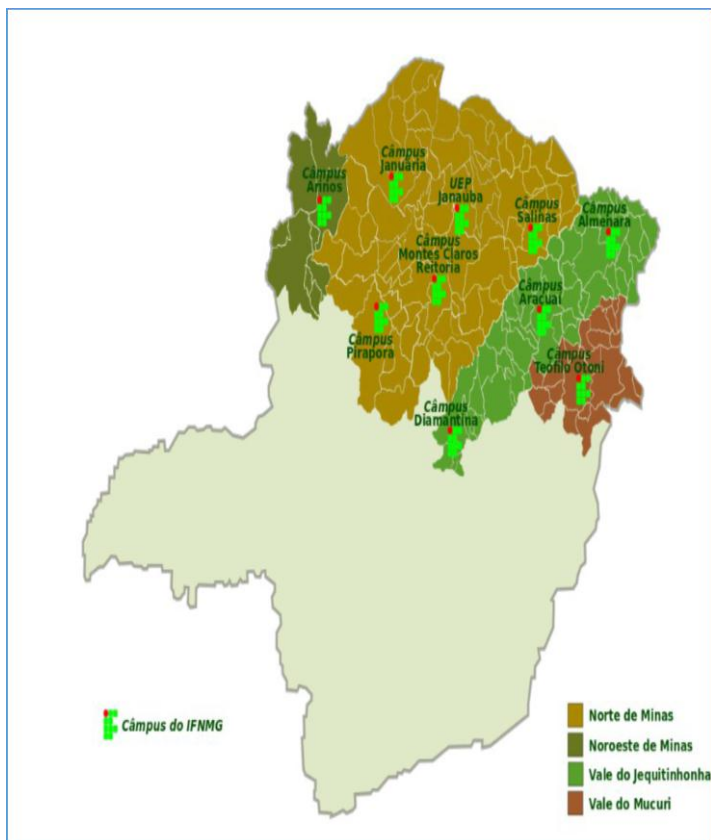 Câmpus
Januária
Câmpus
Arinos
UEP
Janauba
Câmpus
Salinas
Câmpus
Almenara
Câmpus
Montes Claros
Reitoria
Câmpus
Araçuaí
Câmpus
Pirapora
Câmpus
Teófilo Otoni
Câmpus
Diamantina
Câmpus do IFNMG
Norte de Minas
Noroeste de Minas
Vale do Jequitinhonha
Vale do Mucuri